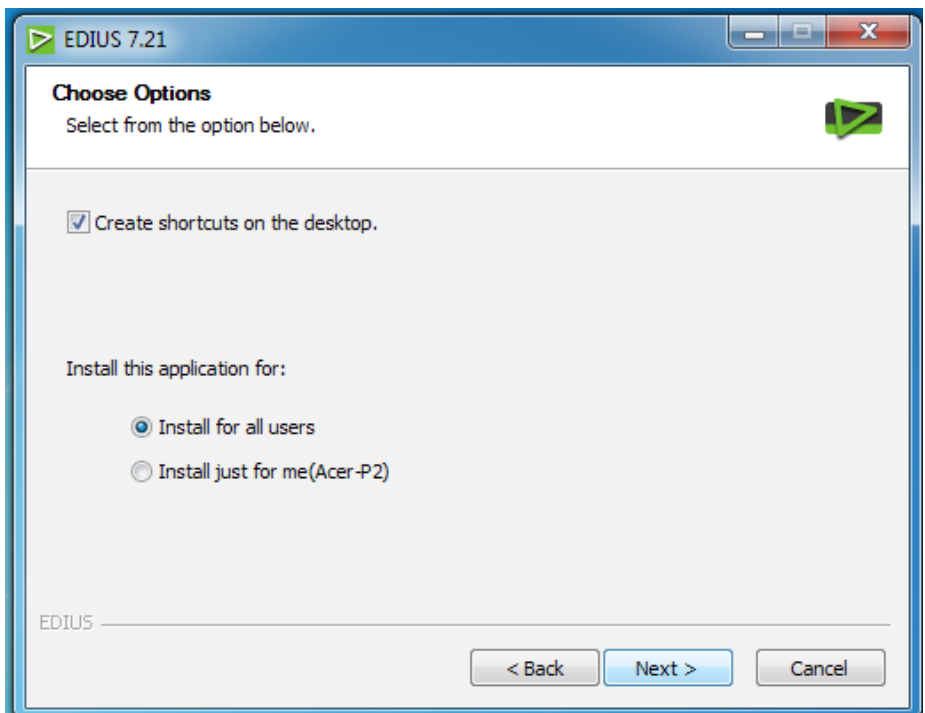 EDIUS 7.21
Choose Options
Select from the option below.
Create shortcuts on the desktop.
Install this application for:
Install for all users
Install just for me(Acer-P2)
EDIUS
< Back Next > Cancel